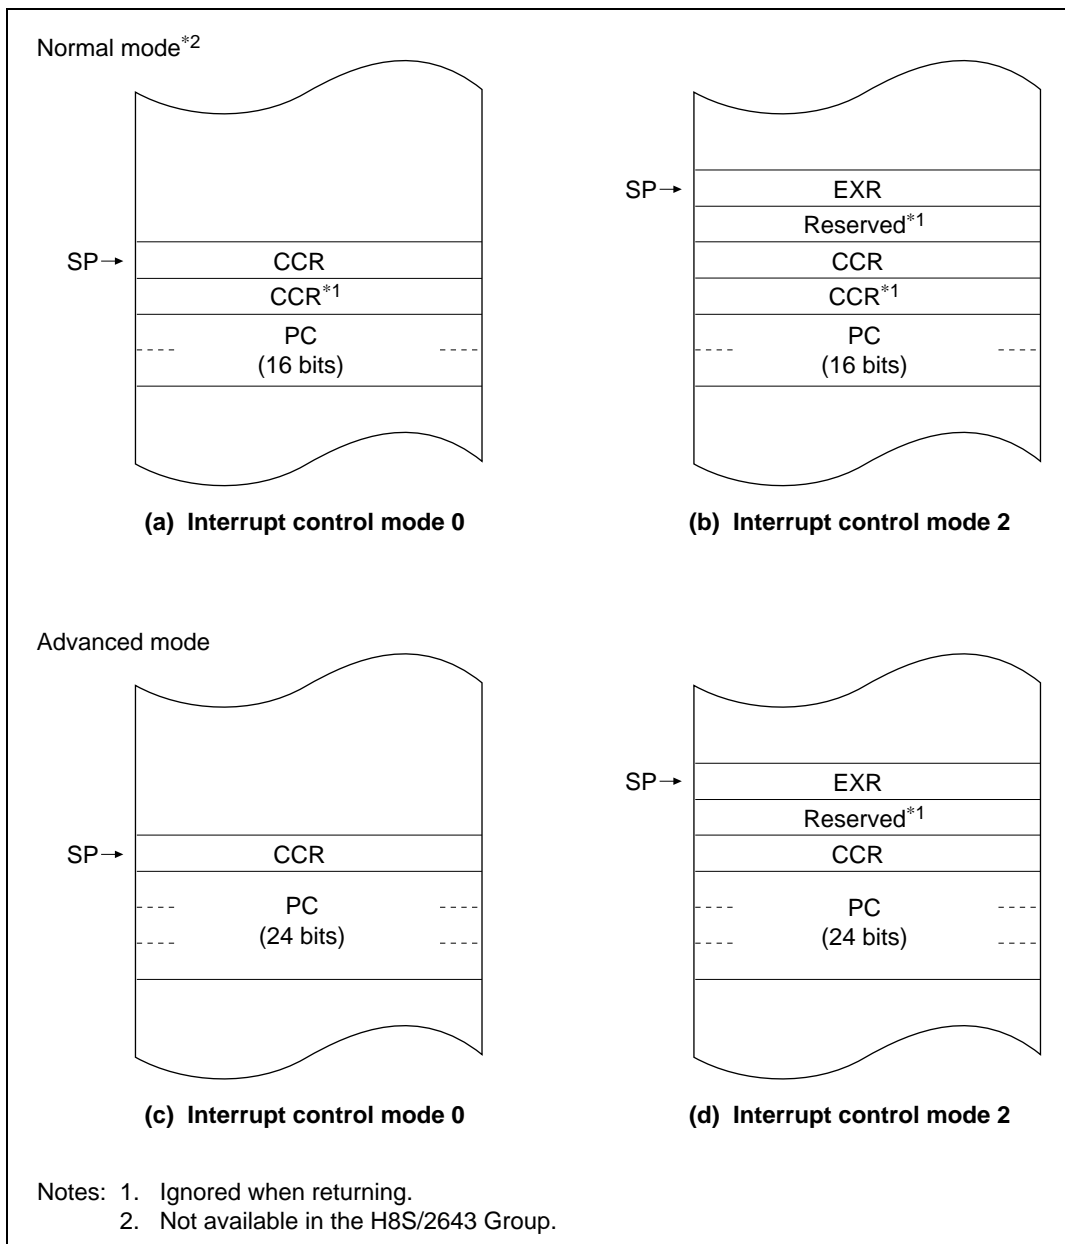 Normal mode*2
SP→ CCR
CCR*1
PC
(16 bits)
(a) Interrupt control mode 0
SP→ EXR
Reserved*1
CCR
CCR*1
PC
(16 bits)
(b) Interrupt control mode 2
Advanced mode
SP→ CCR
PC
(24 bits)
(c) Interrupt control mode 0
SP→ EXR
Reserved*1
CCR
PC
(24 bits)
(d) Interrupt control mode 2
Notes: 1. Ignored when returning.
2. Not available in the H8S/2643 Group.